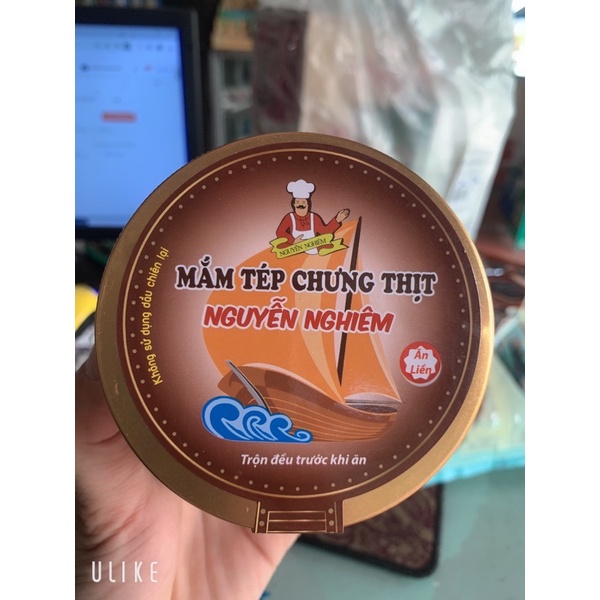 NGUYỄN NGHIÊM
MẮM TÉP CHƯNG THỊT
NGUYỄN NGHIÊM
Không sử dụng dầu chiên lại
Ăn
Liền
Trộn đều trước khi ăn
ULIKE